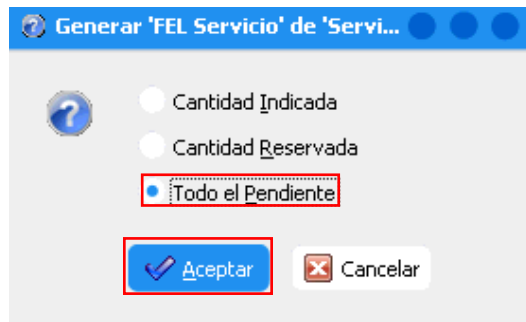 Generar 'FEL Servicio' de 'Servi...
Cantidad Indicada
Cantidad Reservada
Todo el Pendiente
Aceptar
Cancelar